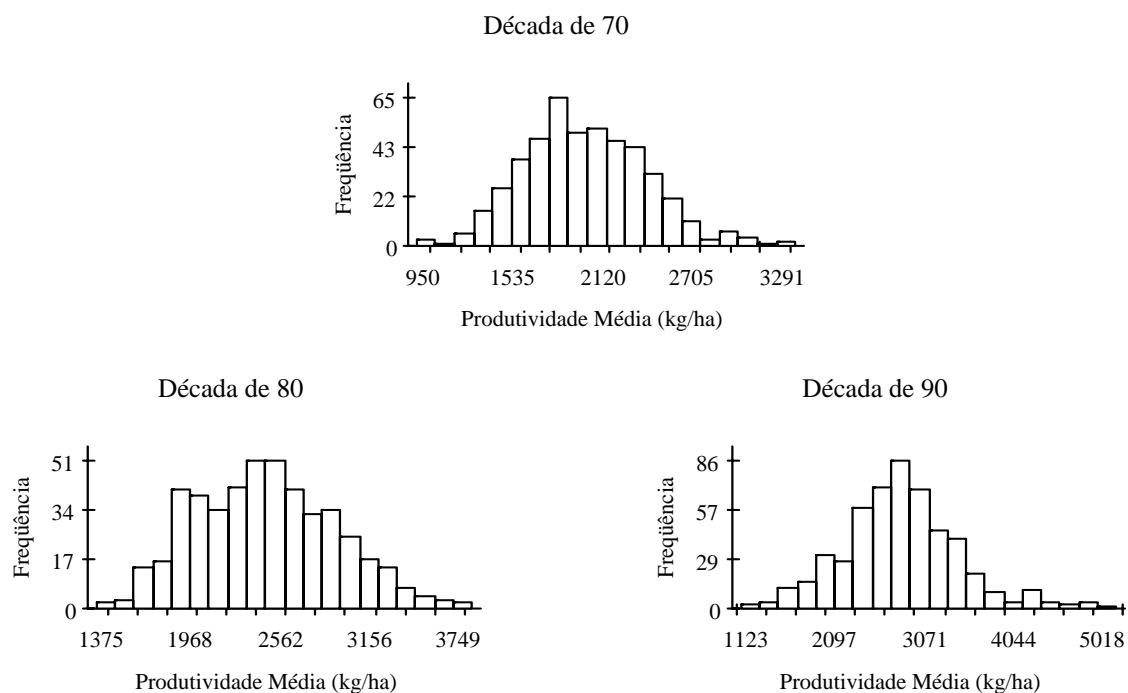 Década de 70
65
43
22
0
Freqüência
950 1535 2120 2705 3291
Produtividade Média (kg/ha)
Década de 80
51
34
17
0
Freqüência
1375 1968 2562 3156 3749
Produtividade Média (kg/ha)
Década de 90
86
57
29
0
Freqüência
1123 2097 3071 4044 5018
Produtividade Média (kg/ha)